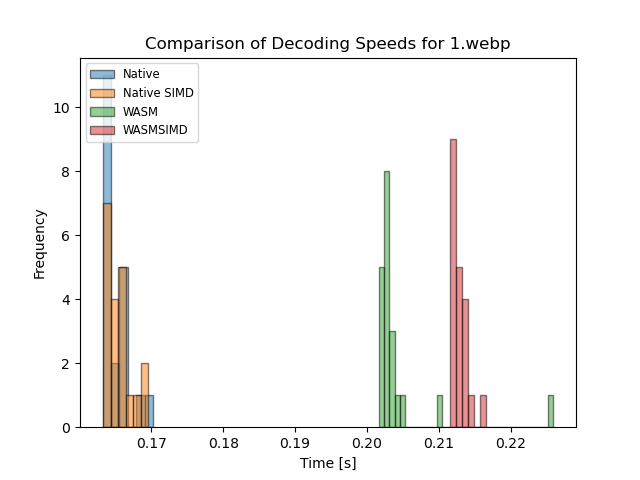 Comparison of Decoding Speeds for 1.webp
Native
Native SIMD
WASM
WASMSIMD
10
8
6
4
2
0
Frequency
0.17 0.18 0.19 0.20 0.21 0.22
Time [s]